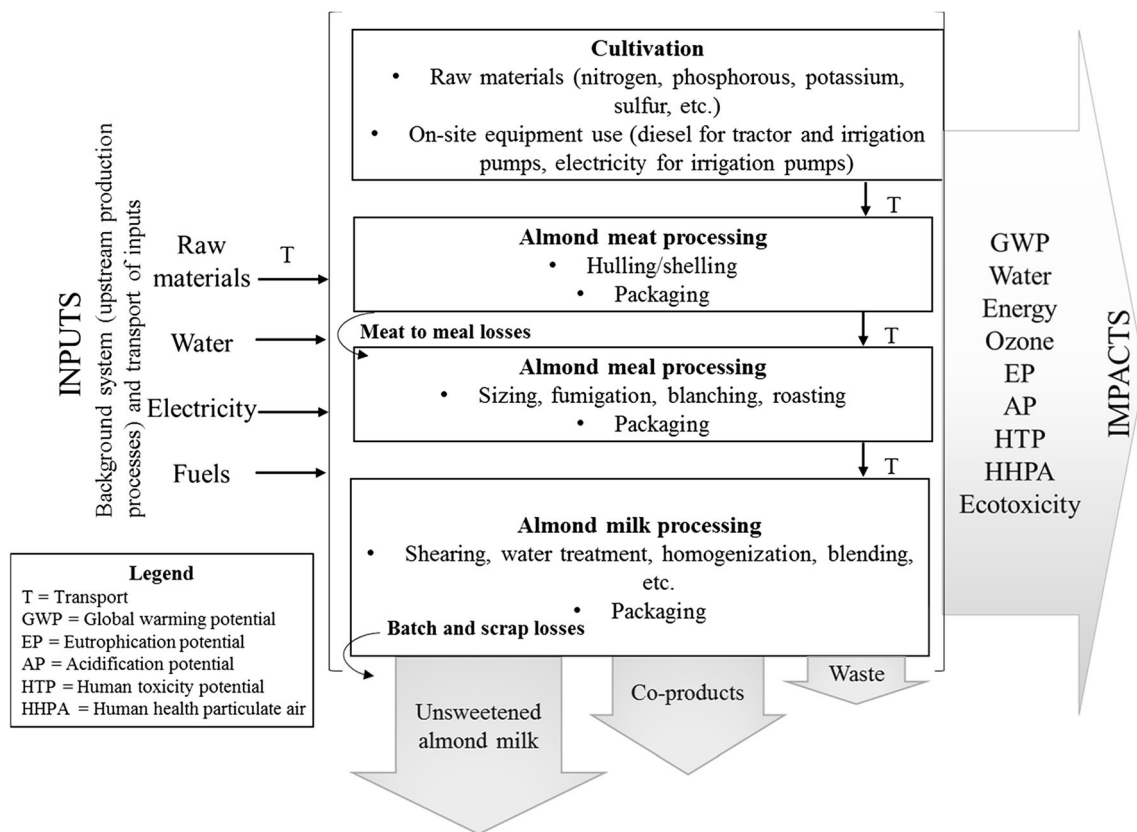 Cultivation
• Raw materials (nitrogen, phosphorous, potassium,
sulfur, etc.)
• On-site equipment use (diesel for tractor and irrigation
pumps, electricity for irrigation pumps)
T
Almond meat processing
• Hulling/shelling
• Packaging
Meat to meal losses
T
Almond meal processing
• Sizing, fumigation, blanching, roasting
• Packaging
T
Almond milk processing
• Shearing, water treatment, homogenization, blending,
etc.
• Packaging
Batch and scrap losses
Unsweetened
almond milk
Co-products
Waste
INPUTS
Background system (upstream production
processes) and transport of inputs
Raw
materials
T
Water
Electricity
Fuels
GWP
Water
Energy
Ozone
EP
AP
HTP
HHPA
Ecotoxicity
IMPACTS
Legend
T = Transport
GWP = Global warming potential
EP = Eutrophication potential
AP = Acidification potential
HTP = Human toxicity potential
HHPA = Human health particulate air